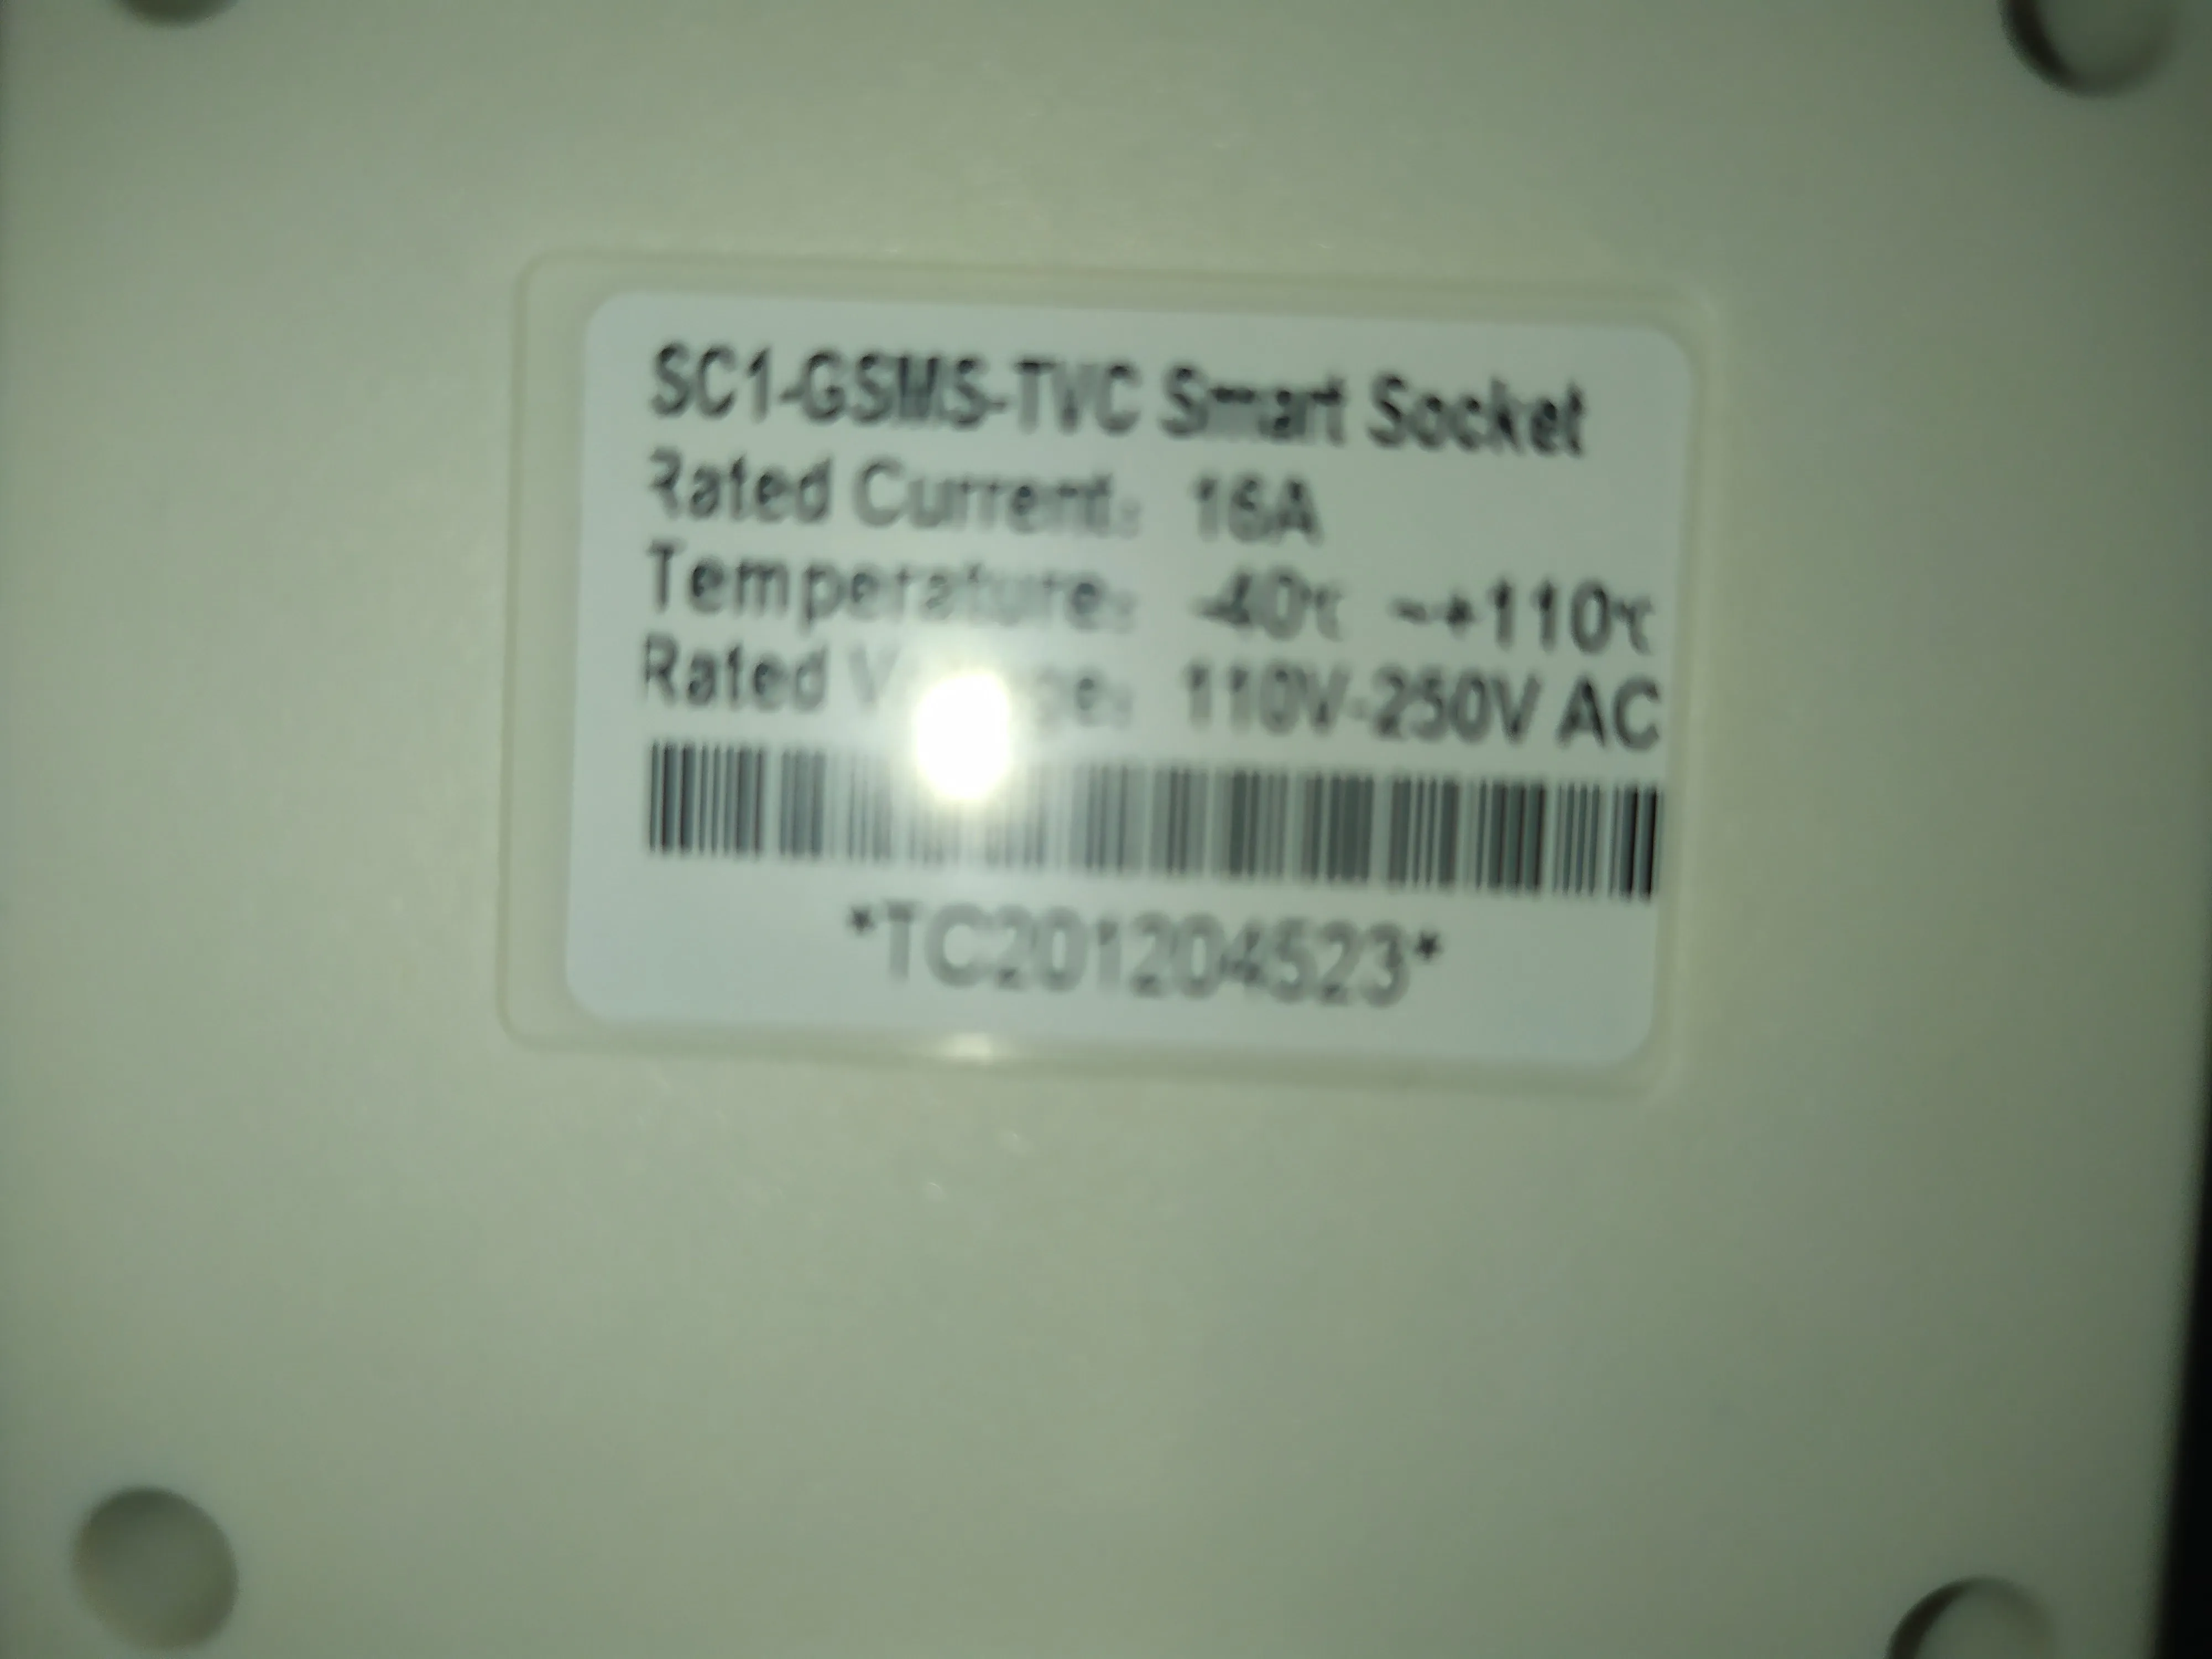 SC1-GSMS-TVC Smart Socket
Rated Current: 16A
Temperature: -40℃ ~+110℃
Rated 110V-250V AC
*TC201204523*